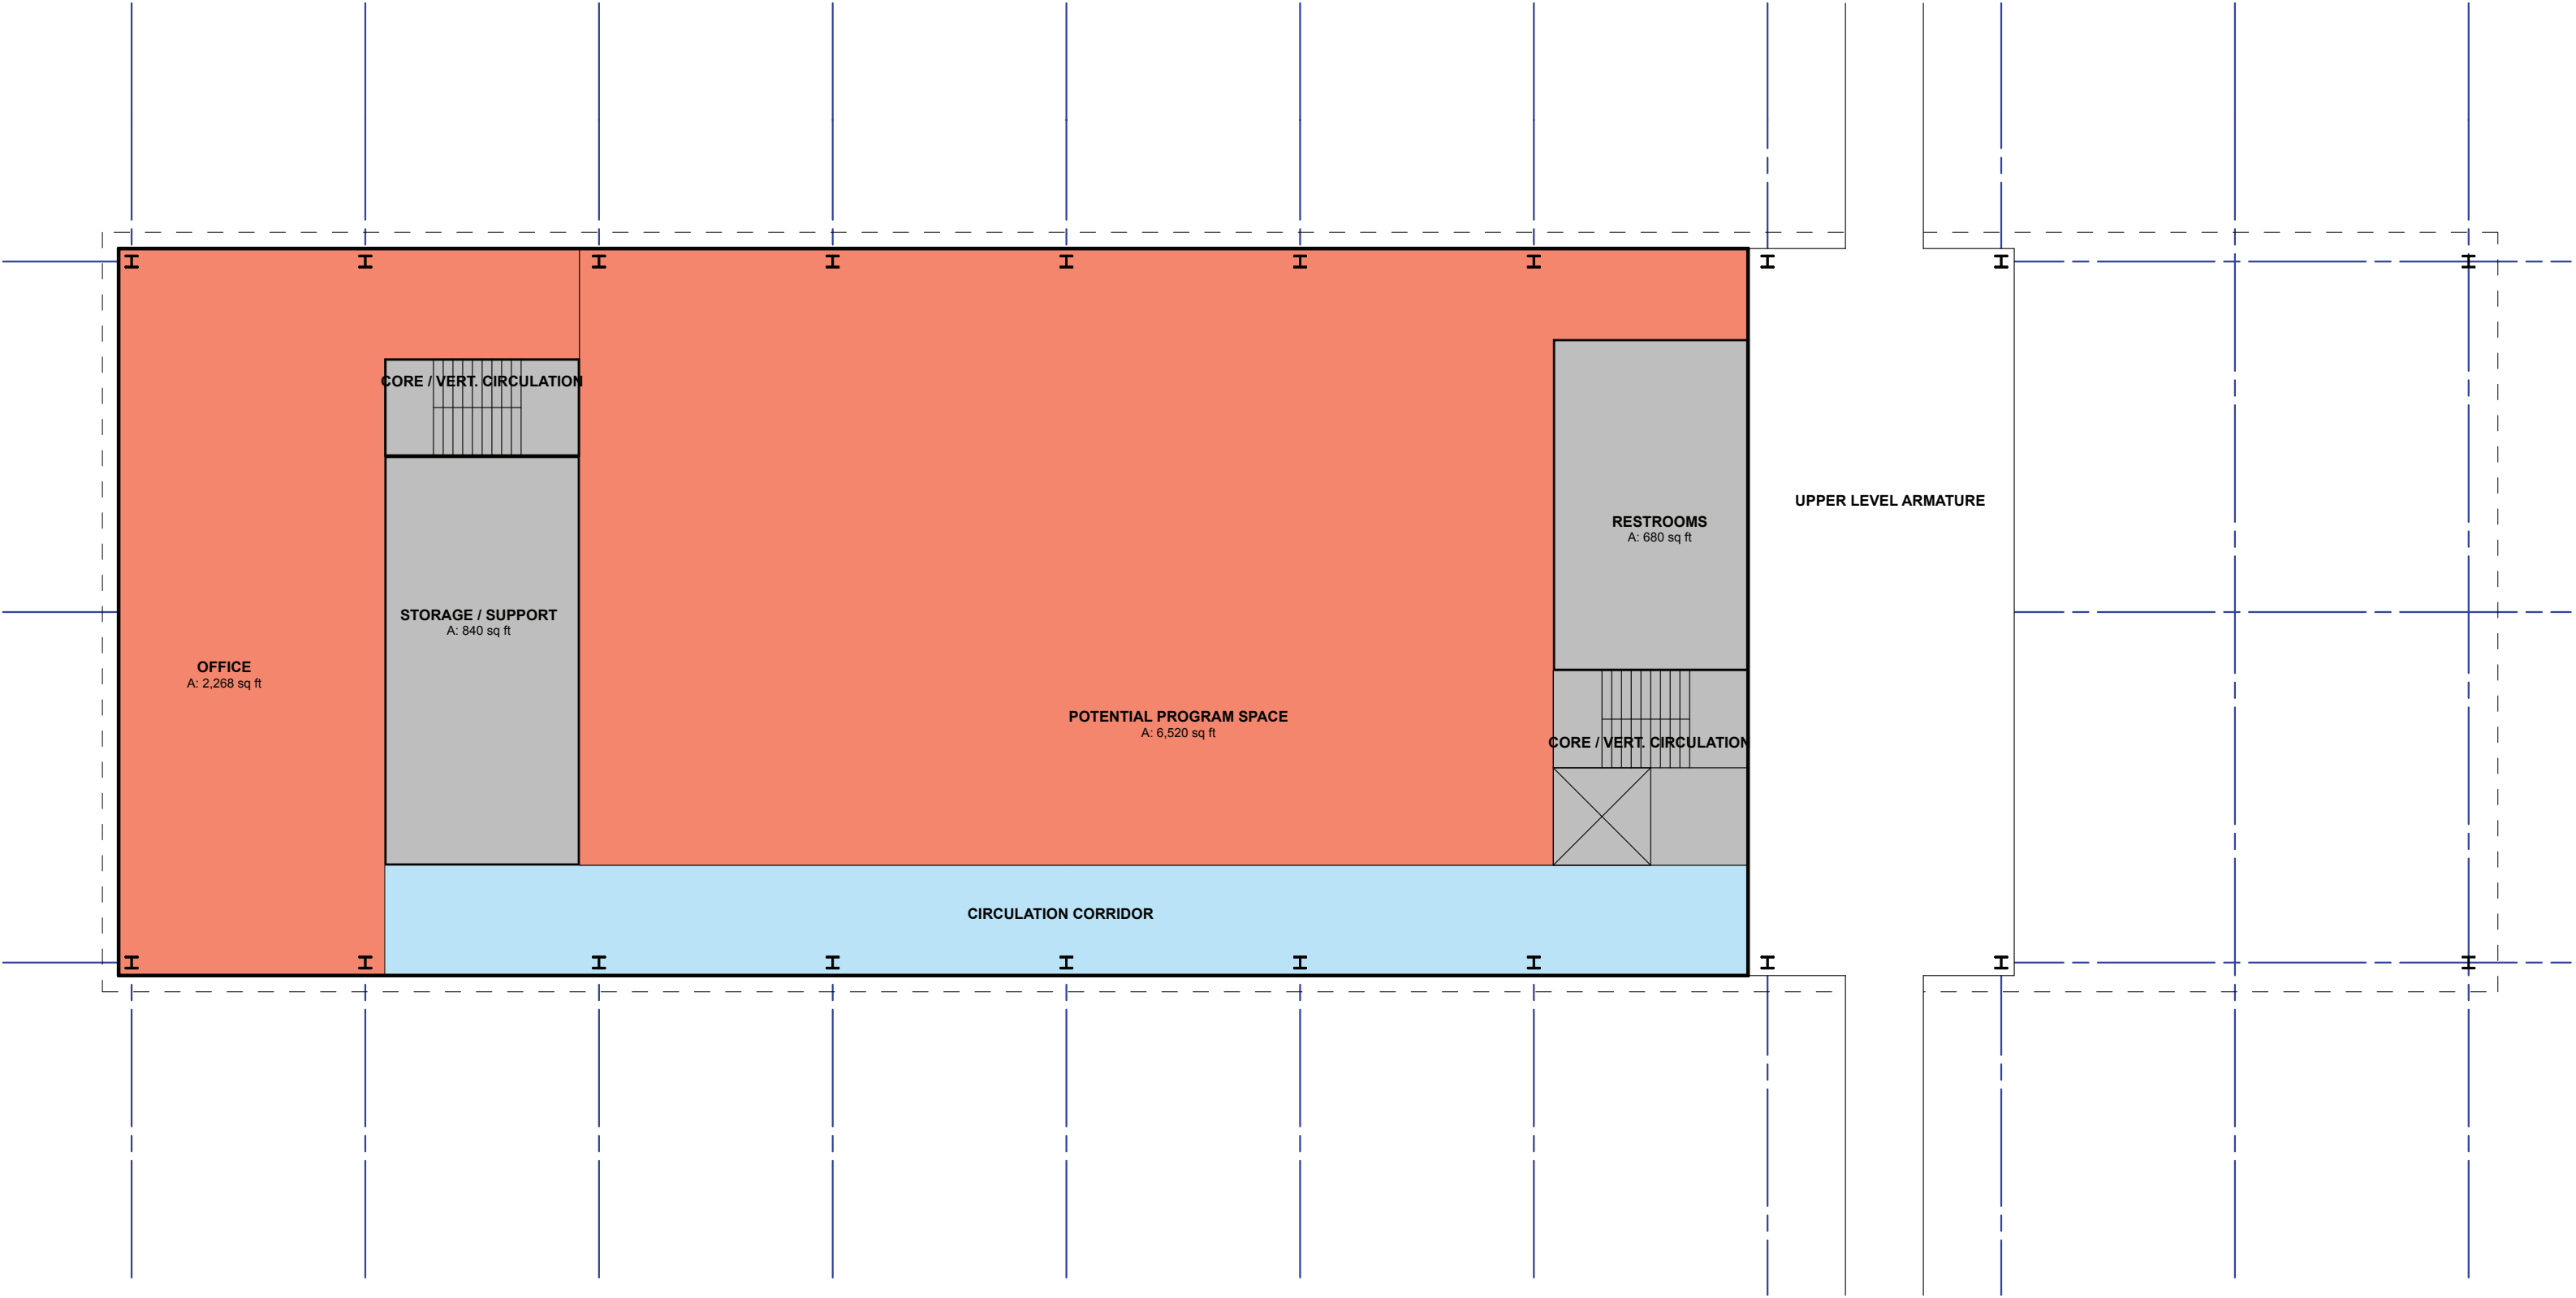 CORE / VERT. CIRCULATION
UPPER LEVEL ARMATURE
RESTROOMS
A: 680 sq ft
STORAGE / SUPPORT
A: 840 sq ft
OFFICE
A: 2,268 sq ft
POTENTIAL PROGRAM SPACE
A: 6,520 sq ft
CORE / VERT. CIRCULATION
CIRCULATION CORRIDOR